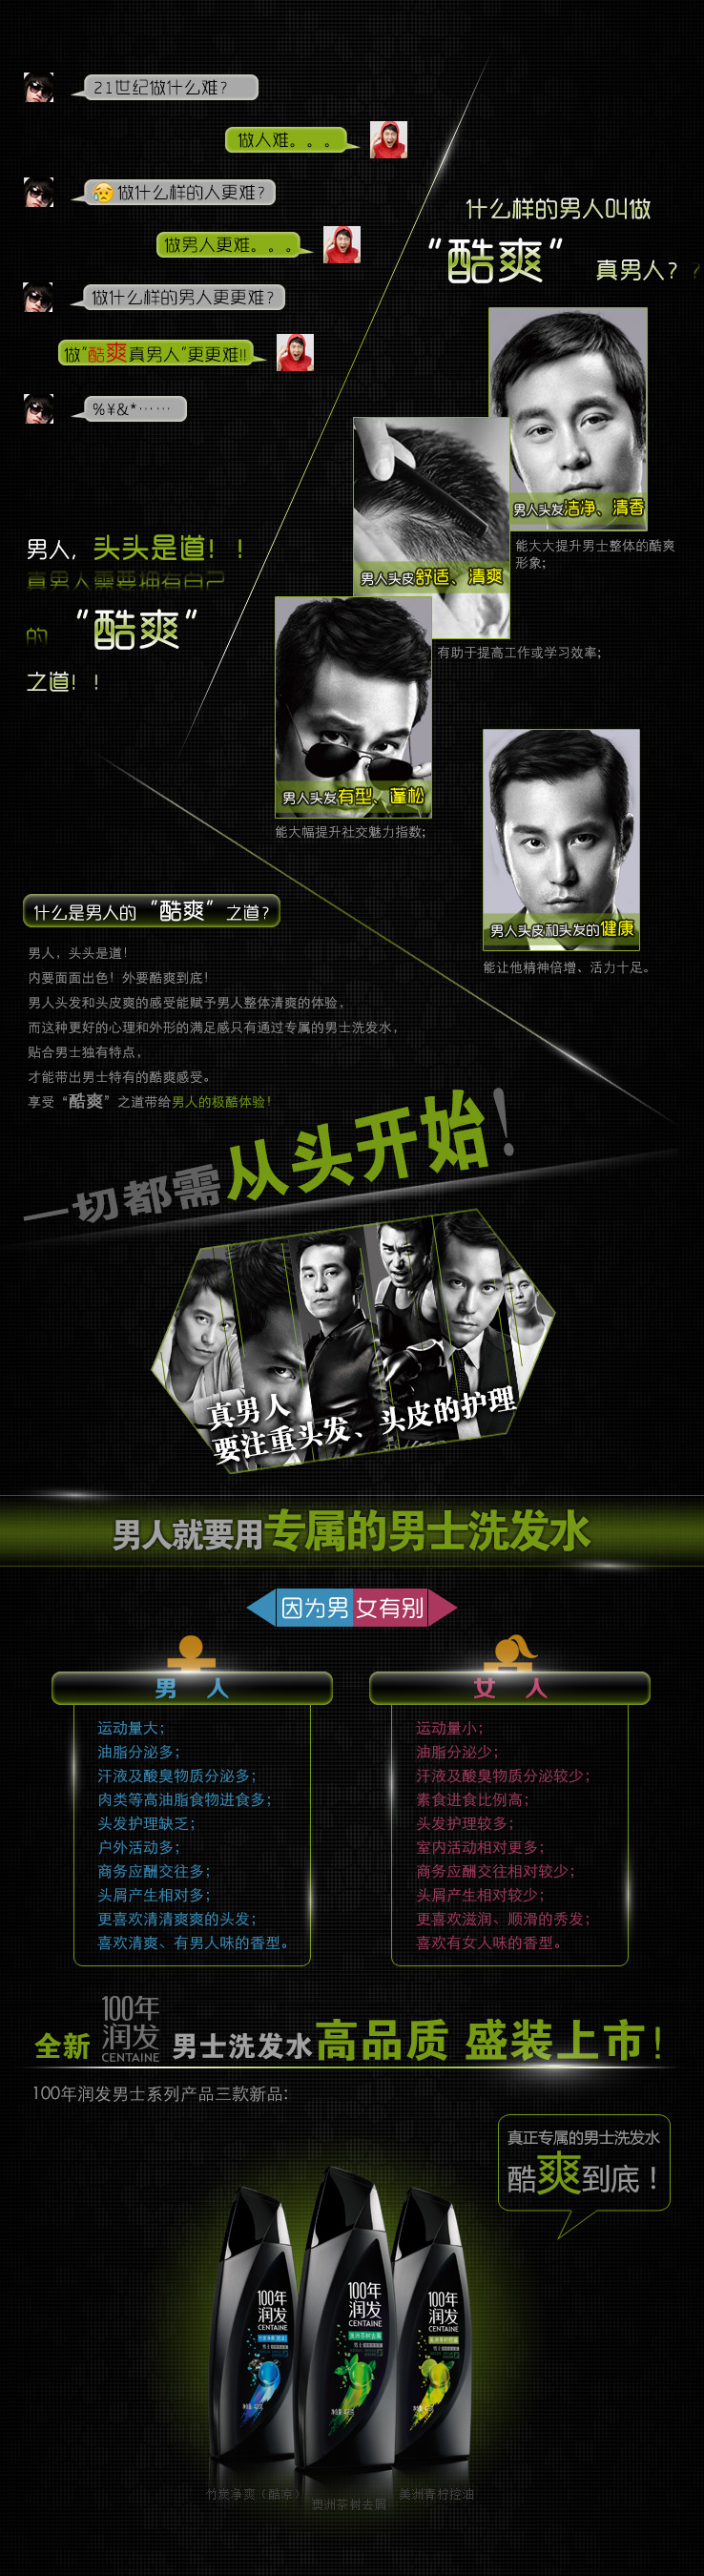 21世纪做什么难？
做人难。。。
做什么样的人更难？
做男人更难。。。
做什么样的男人更更难？
做“酷爽真男人”更更难!!
%¥&*……
什么样的男人叫做
“酷爽”
真男人？？
男人头发洁净、清香
能大大提升男士整体的酷爽
形象；
男人头皮舒适、清爽
有助于提高工作或学习效率；
男人头发有型、蓬松
能大幅提升社交魅力指数；
男人头皮和头发的健康
能让他精神倍增、活力十足。
男人，头头是道！！
真男人需要拥有自己
的“酷爽”
之道！！
什么是男人的“酷爽”之道？
男人，头头是道！
内要面面出色！外要酷爽到底！
男人头发和头皮爽的感受能赋予男人整体清爽的体验，
而这种更好的心理和外形的满足感只有通过专属的男士洗发水，
贴合男士独有特点，
才能带出男士特有的酷爽感受。
享受“酷爽”之道带给男人的极酷体验！
一切都需从头开始！
真男人
要注重头发、头皮的护理
男人就要用专属的男士洗发水
因为男女有别
男 人
运动量大；
油脂分泌多；
汗液及酸臭物质分泌多；
肉类等高油脂食物进食多；
头发护理缺乏；
户外活动多；
商务应酬交往多；
头屑产生相对多；
更喜欢清清爽爽的头发；
喜欢清爽、有男人味的香型。
女 人
运动量小；
油脂分泌少；
汗液及酸臭物质分泌较少；
素食进食比例高；
头发护理较多；
室内活动相对更多；
商务应酬交往相对较少；
头屑产生相对较少；
更喜欢滋润、顺滑的秀发；
喜欢有女人味的香型。
全新 100年润发 CENTAINE 男士洗发水高品质 盛装上市！
100年润发男士系列产品三款新品：
真正专属的男士洗发水
酷爽到底！
100年
润发
CENTAINE
100年
润发
CENTAINE
100年
润发
CENTAINE
竹炭净爽（酷凉）
澳洲茶树去屑
美洲青柠控油